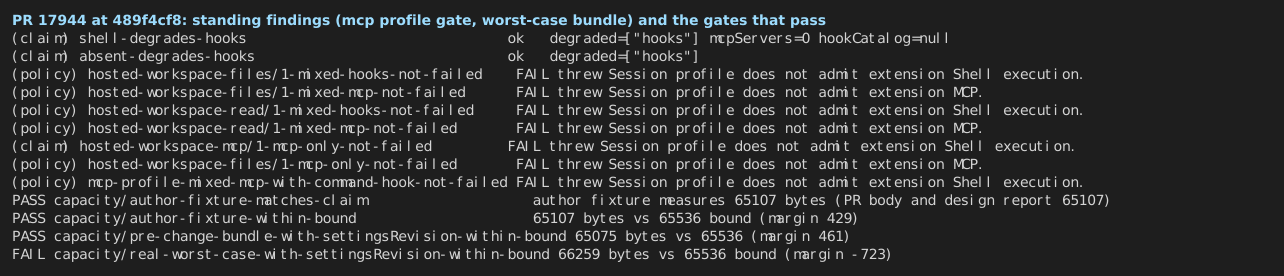 PR 17944 at 489f4cf8: standing findings (mcp profile gate, worst-case bundle) and the gates that pass
(claim) shell-degrades-hooks ok degraded=["hooks"] mcpServers=0 hookCatalog=null
(claim) absent-degrades-hooks ok degraded=["hooks"]
(policy) hosted-workspace-files/1-mixed-hooks-not-failed FAIL threw Session profile does not admit extension Shell execution.
(policy) hosted-workspace-files/1-mixed-mcp-not-failed FAIL threw Session profile does not admit extension MCP.
(policy) hosted-workspace-read/1-mixed-hooks-not-failed FAIL threw Session profile does not admit extension Shell execution.
(policy) hosted-workspace-read/1-mixed-mcp-not-failed FAIL threw Session profile does not admit extension MCP.
(claim) hosted-workspace-mcp/1-mcp-only-not-failed FAIL threw Session profile does not admit extension Shell execution.
(policy) hosted-workspace-files/1-mcp-only-not-failed FAIL threw Session profile does not admit extension MCP.
(policy) mcp-profile-mixed-mcp-with-command-hook-not-failed FAIL threw Session profile does not admit extension Shell execution.
PASS capacity/author-fixture-matches-claim author fixture measures 65107 bytes (PR body and design report 65107)
PASS capacity/author-fixture-within-bound 65107 bytes vs 65536 bound (margin 429)
PASS capacity/pre-change-bundle-with-settingsRevision-within-bound 65075 bytes vs 65536 (margin 461)
FAIL capacity/real-worst-case-with-settingsRevision-within-bound 66259 bytes vs 65536 bound (margin -723)